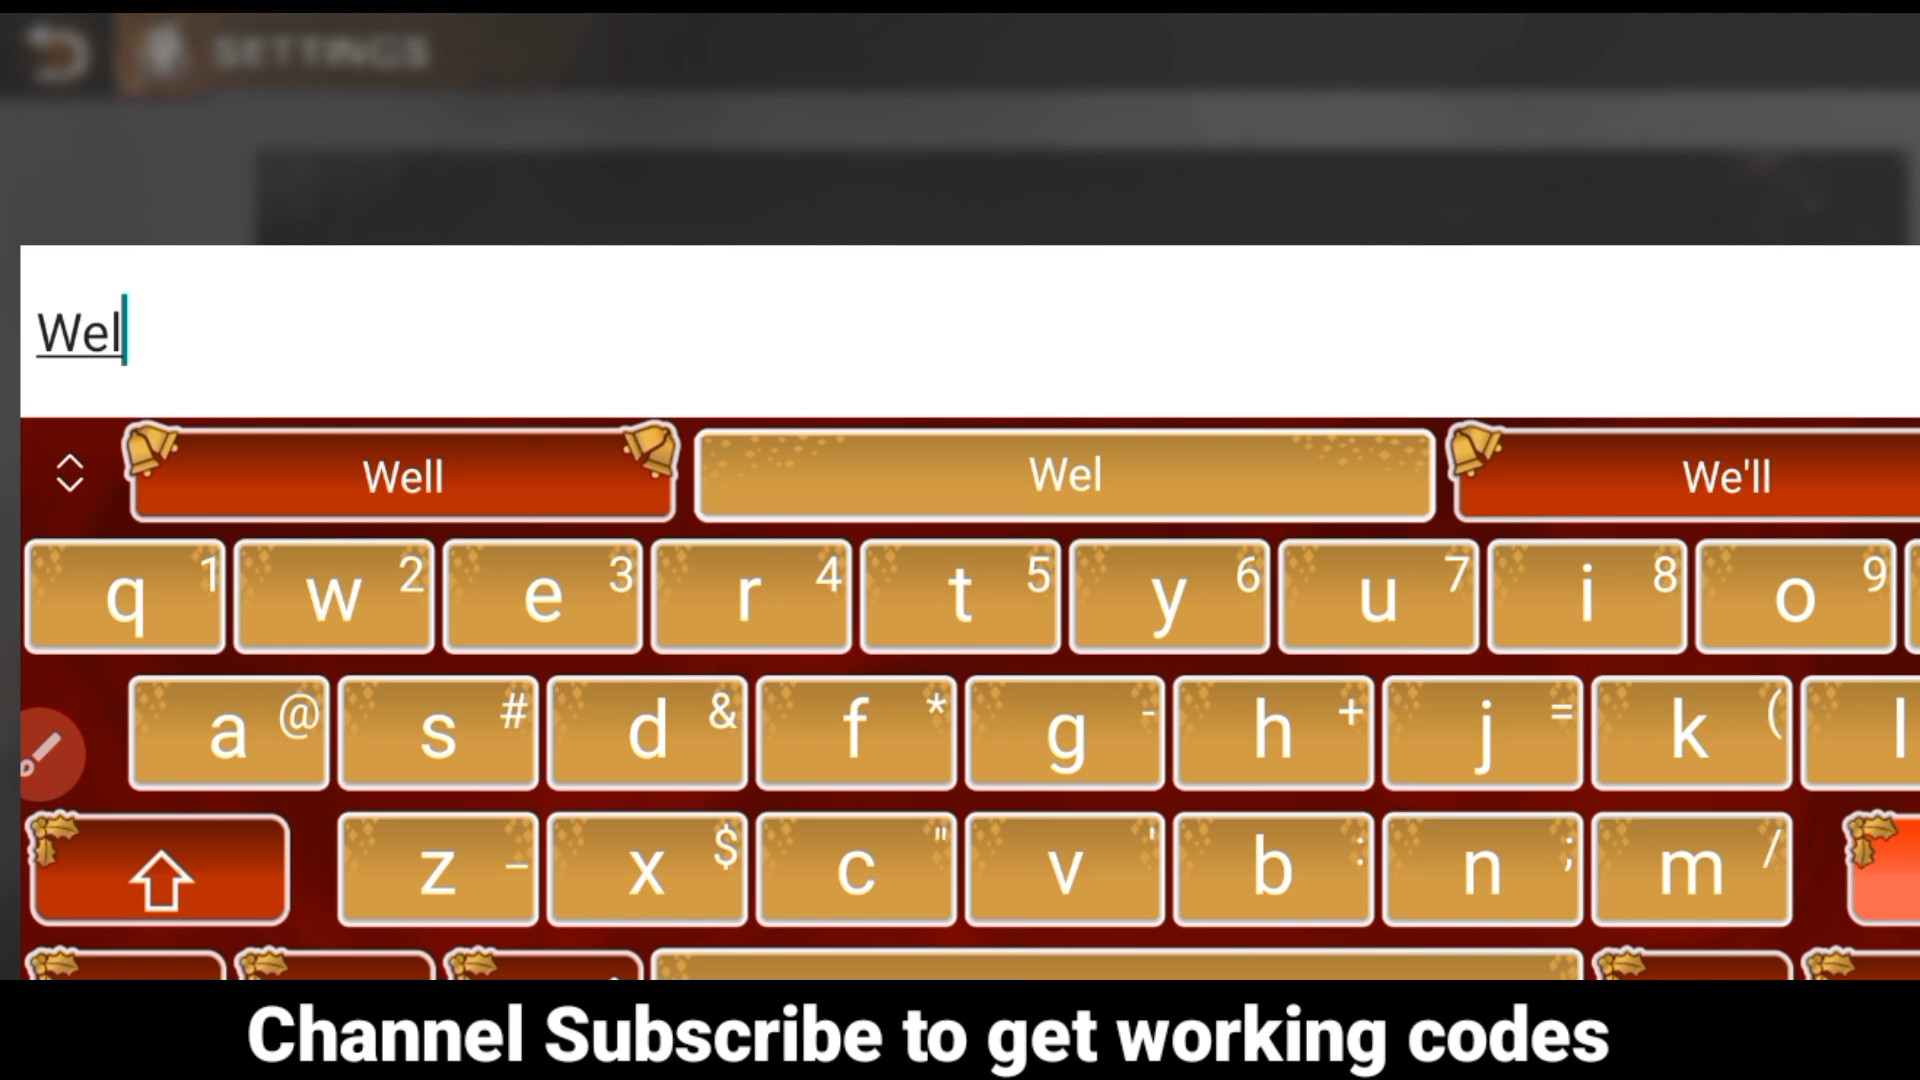 SETTINGS
Wel
Well Wel We'll
q 1 w 2 e 3 r 4 t 5 y 6 u 7 i 8 o 9
a @ s # d & f * g - h + j = k ( l
z _ x $ c " v ' b : n ; m /
Channel Subscribe to get working codes